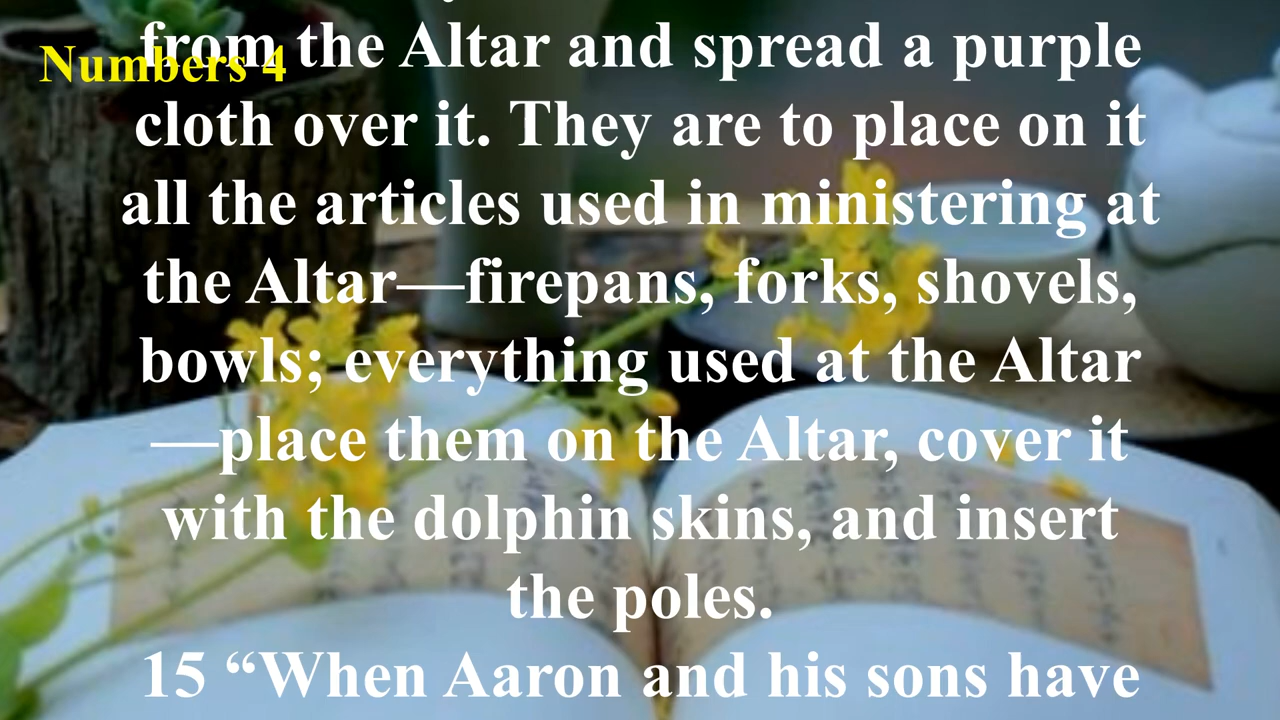 from the Altar and spread a purple
Numbers 4
cloth over it. They are to place on it
all the articles used in ministering at
the Altar—firepans, forks, shovels,
bowls; everything used at the Altar
—place them on the Altar, cover it
with the dolphin skins, and insert
the poles.
15 “When Aaron and his sons have